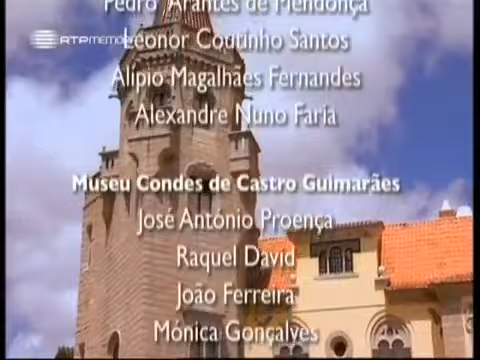 Pedro Arantes de Mendonça
RTP MEMÓRIA
Leonor Coutinho Santos
Alípio Magalhães Fernandes
Alexandre Nuno Faria
Museu Condes de Castro Guimarães
José António Proença
Raquel David
João Ferreira
Mónica Gonçalves